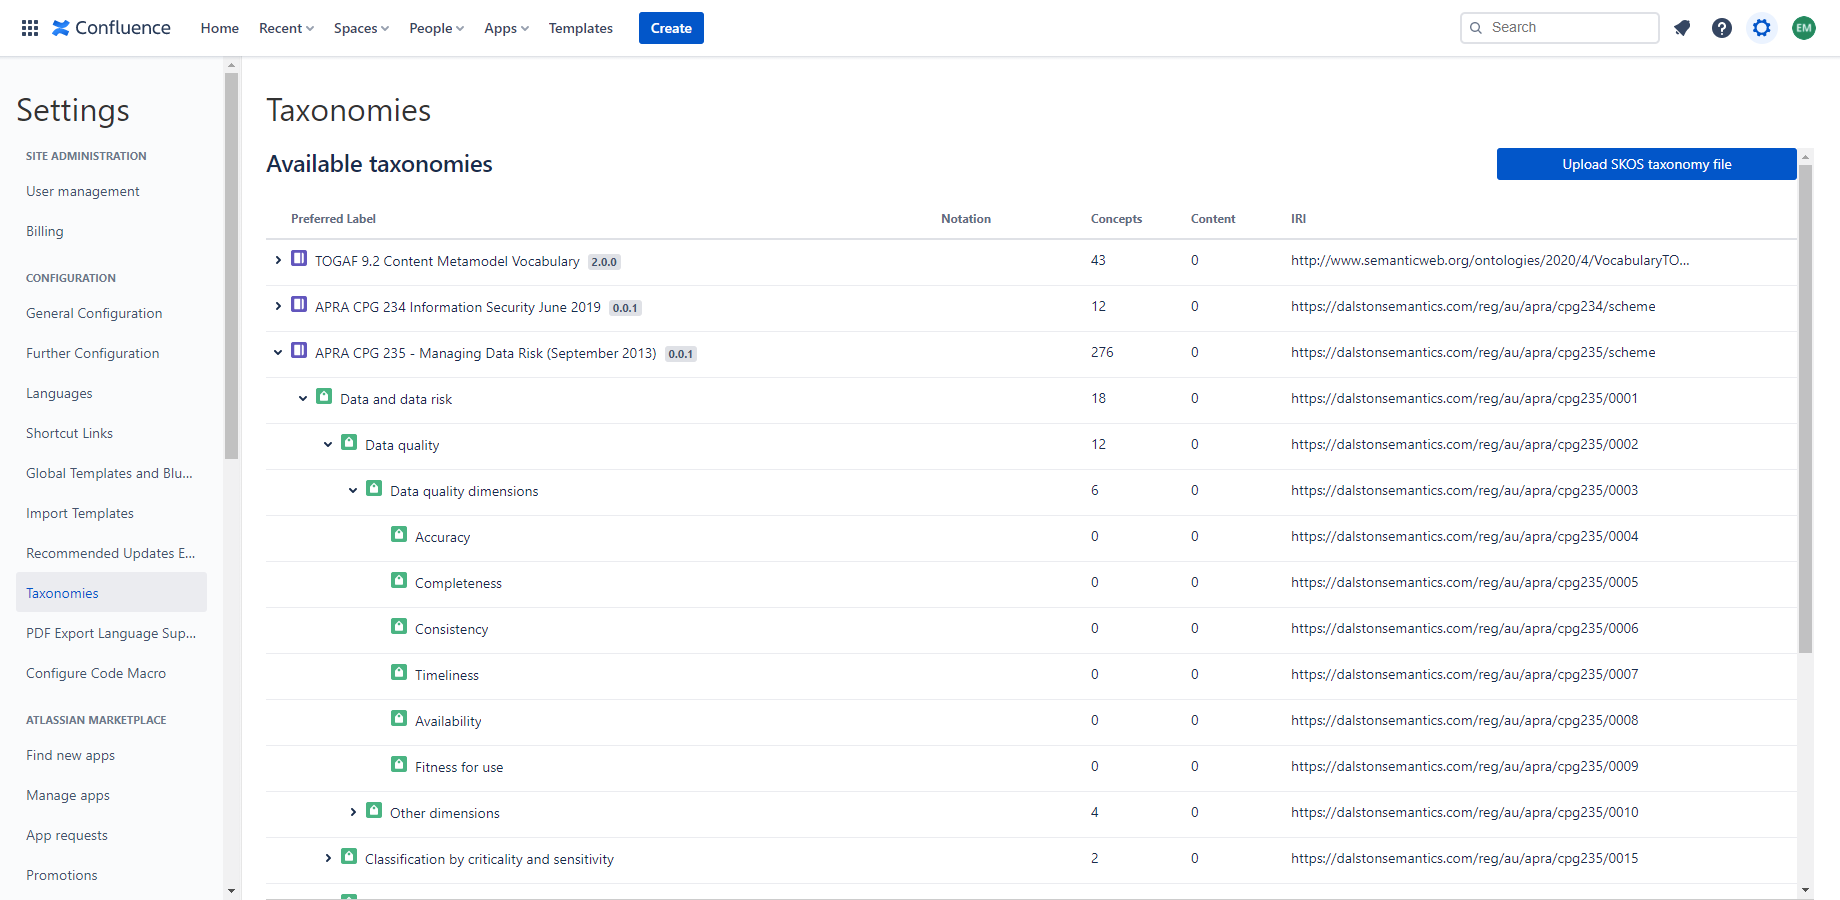 Confluence
Home Recent Spaces People Apps Templates Create Search EM
Settings
SITE ADMINISTRATION
User management
Billing
CONFIGURATION
General Configuration
Further Configuration
Languages
Shortcut Links
Global Templates and Blu...
Import Templates
Recommended Updates E...
Taxonomies
PDF Export Language Sup...
Configure Code Macro
ATLASSIAN MARKETPLACE
Find new apps
Manage apps
App requests
Promotions
Taxonomies
Available taxonomies Upload SKOS taxonomy file
Preferred Label Notation Concepts Content IRI
TOGAF 9.2 Content Metamodel Vocabulary 2.0.0 43 0 http://www.semanticweb.org/ontologies/2020/4/VocabularyTO...
APRA CPG 234 Information Security June 2019 0.0.1 12 0 https://dalstonsemantics.com/reg/au/apra/cpg234/scheme
APRA CPG 235 - Managing Data Risk (September 2013) 0.0.1 276 0 https://dalstonsemantics.com/reg/au/apra/cpg235/scheme
Data and data risk 18 0 https://dalstonsemantics.com/reg/au/apra/cpg235/0001
Data quality 12 0 https://dalstonsemantics.com/reg/au/apra/cpg235/0002
Data quality dimensions 6 0 https://dalstonsemantics.com/reg/au/apra/cpg235/0003
Accuracy 0 0 https://dalstonsemantics.com/reg/au/apra/cpg235/0004
Completeness 0 0 https://dalstonsemantics.com/reg/au/apra/cpg235/0005
Consistency 0 0 https://dalstonsemantics.com/reg/au/apra/cpg235/0006
Timeliness 0 0 https://dalstonsemantics.com/reg/au/apra/cpg235/0007
Availability 0 0 https://dalstonsemantics.com/reg/au/apra/cpg235/0008
Fitness for use 0 0 https://dalstonsemantics.com/reg/au/apra/cpg235/0009
Other dimensions 4 0 https://dalstonsemantics.com/reg/au/apra/cpg235/0010
Classification by criticality and sensitivity 2 0 https://dalstonsemantics.com/reg/au/apra/cpg235/0015